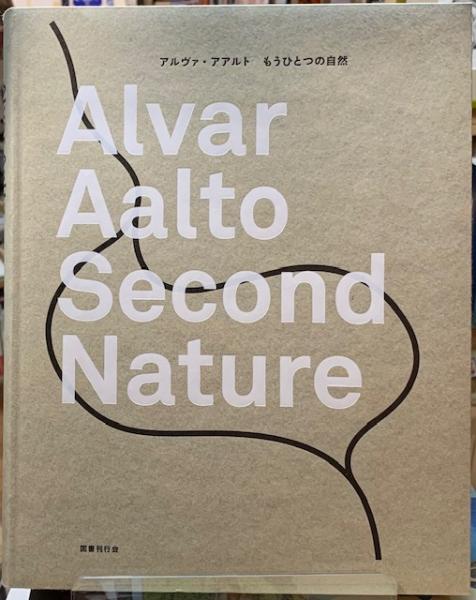 アルヴァ・アアルト もうひとつの自然
Alvar
Aalto
Second
Nature
国書刊行会